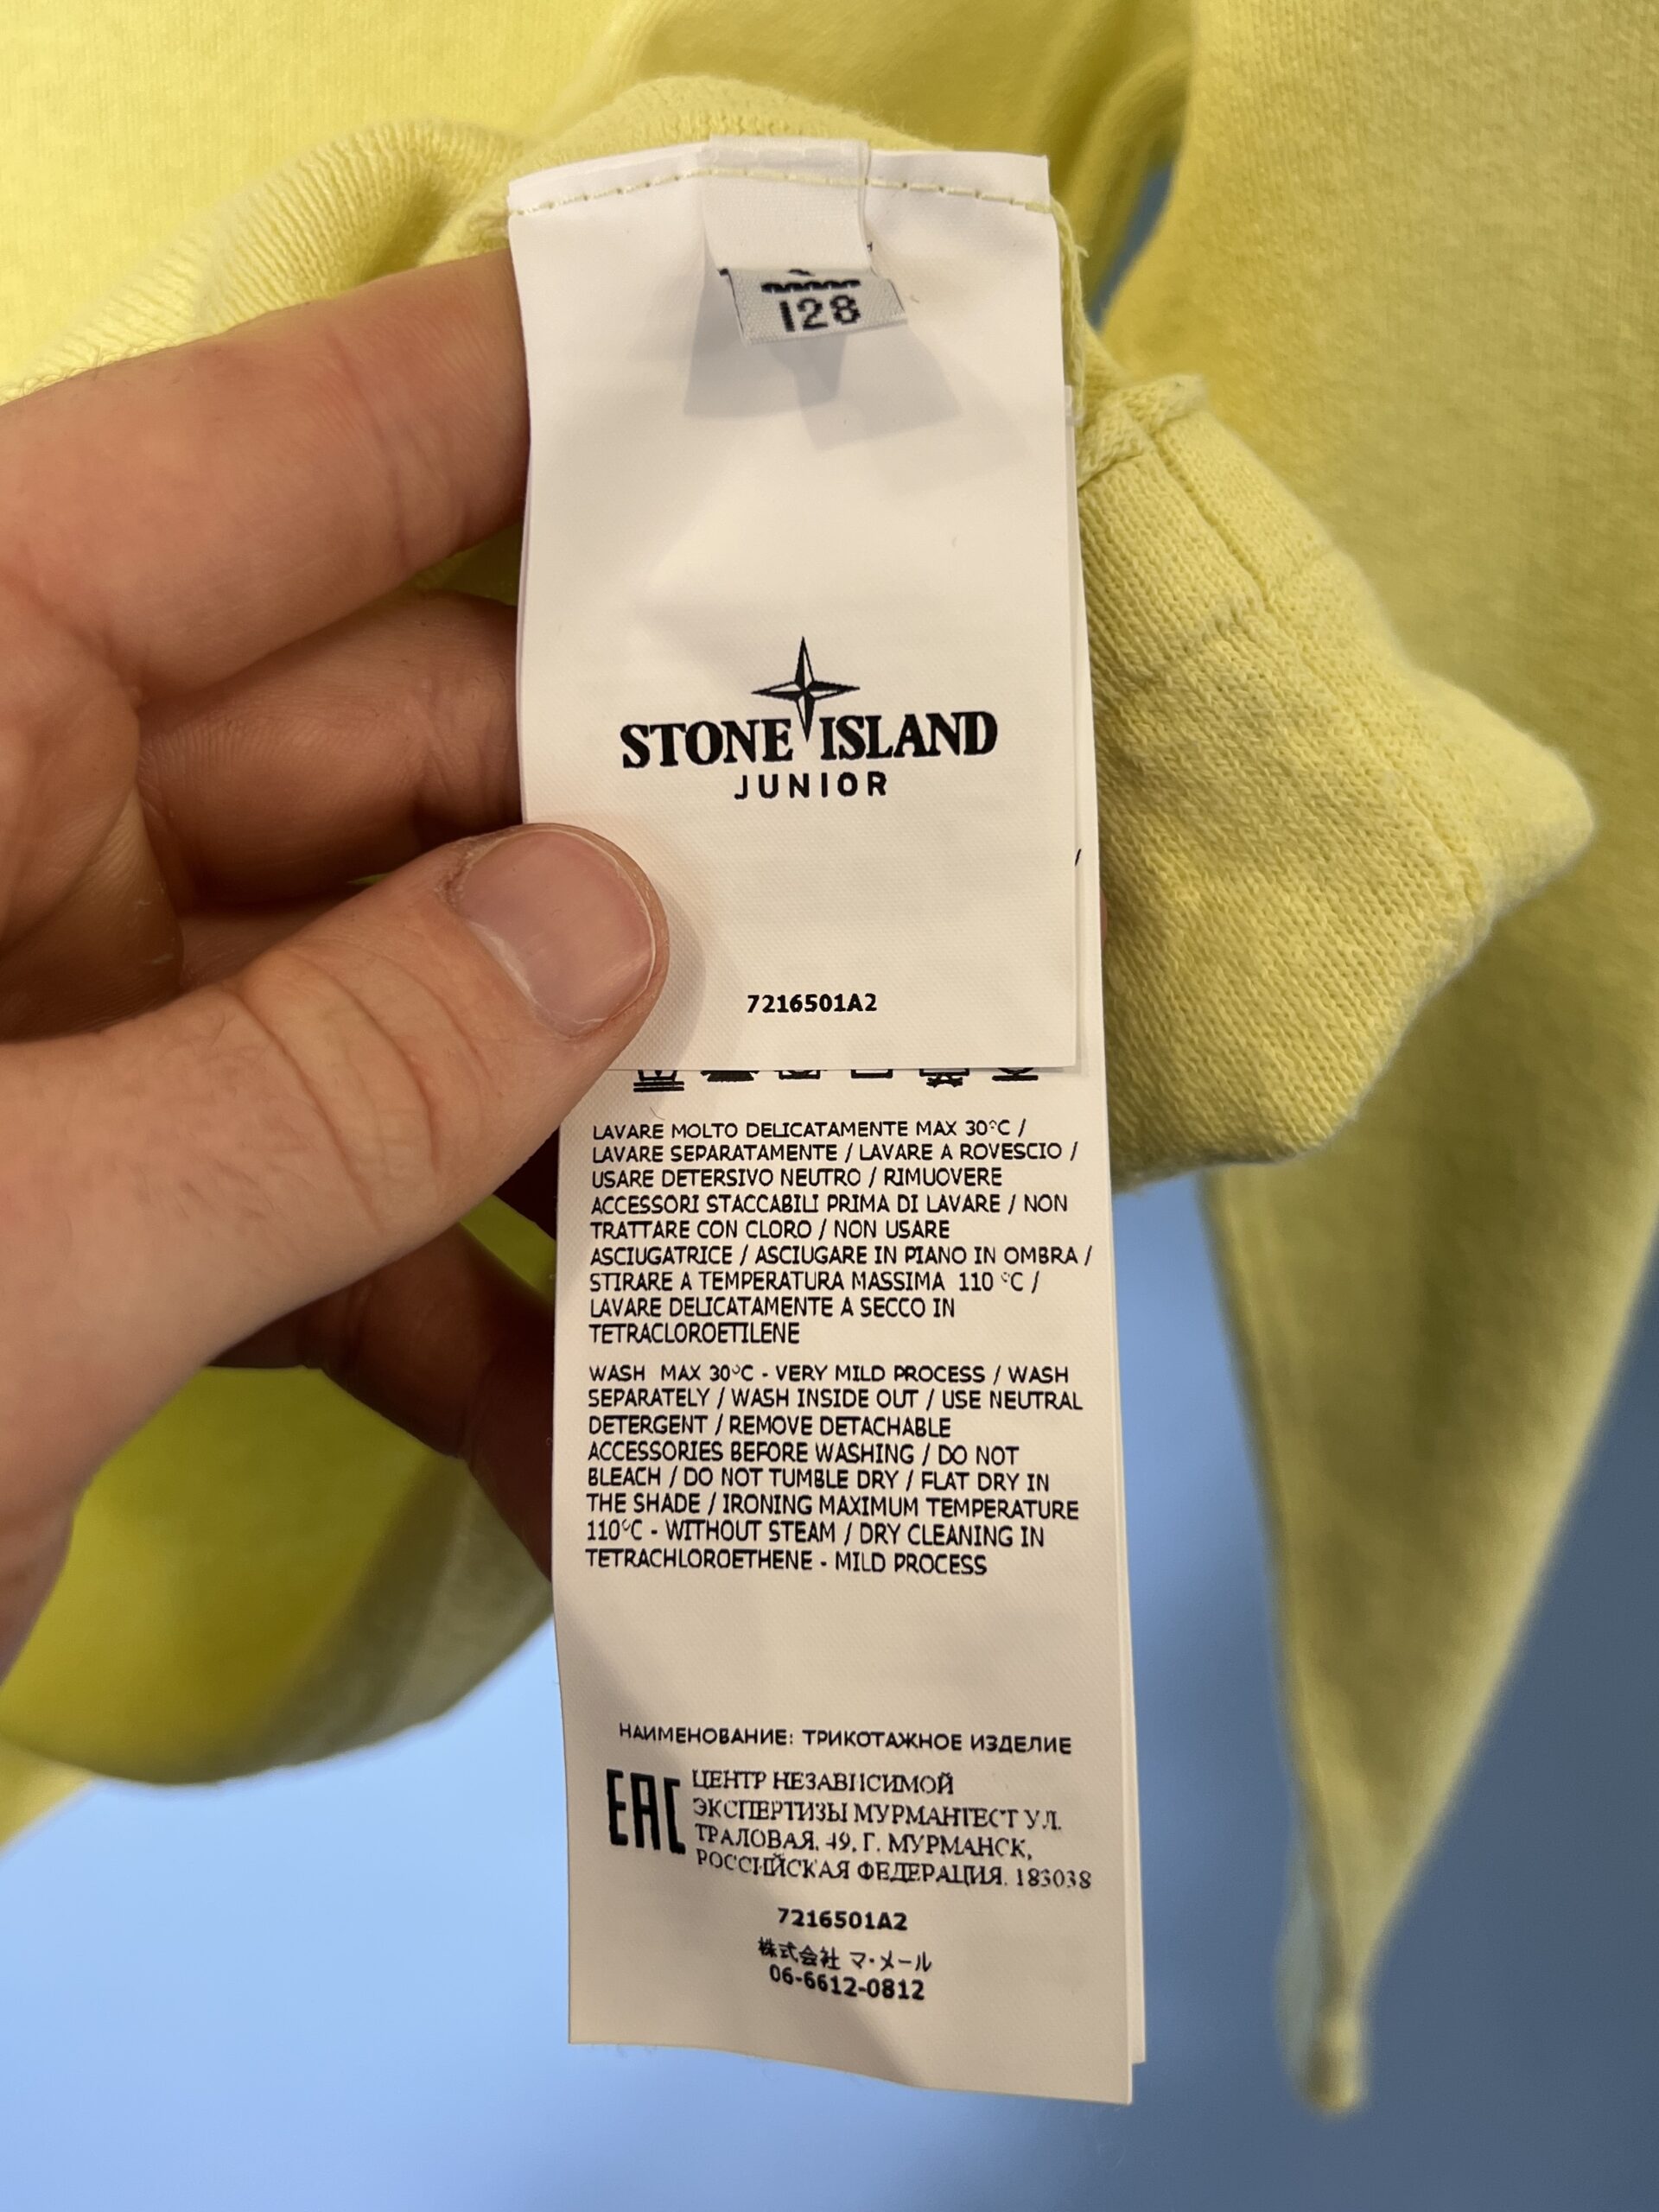 128
STONE ISLAND
JUNIOR
7216501A2
LAVARE MOLTO DELICATAMENTE MAX 30°C /
LAVARE SEPARATAMENTE / LAVARE A ROVESCIO /
USARE DETERSIVO NEUTRO / RIMUOVERE
ACCESSORI STACCABILI PRIMA DI LAVARE / NON
TRATTARE CON CLORO / NON USARE
ASCIUGATRICE / ASCIUGARE IN PIANO IN OMBRA /
STIRARE A TEMPERATURA MASSIMA 110 °C /
LAVARE DELICATAMENTE A SECCO IN
TETRACLOROETILENE
WASH MAX 30°C - VERY MILD PROCESS / WASH
SEPARATELY / WASH INSIDE OUT / USE NEUTRAL
DETERGENT / REMOVE DETACHABLE
ACCESSORIES BEFORE WASHING / DO NOT
BLEACH / DO NOT TUMBLE DRY / FLAT DRY IN
THE SHADE / IRONING MAXIMUM TEMPERATURE
110°C - WITHOUT STEAM / DRY CLEANING IN
TETRACHLOROETHENE - MILD PROCESS
НАИМЕНОВАНИЕ: ТРИКОТАЖНОЕ ИЗДЕЛИЕ
EAC
ЦЕНТР НЕЗАВИСИМОЙ
ЭКСПЕРТИЗЫ МУРМАНТЕСТ УЛ.
ТРАЛОВАЯ, 49, Г. МУРМАНСК,
РОССИЙСКАЯ ФЕДЕРАЦИЯ, 183038
7216501A2
株式会社 マ・メール
06-6612-0812